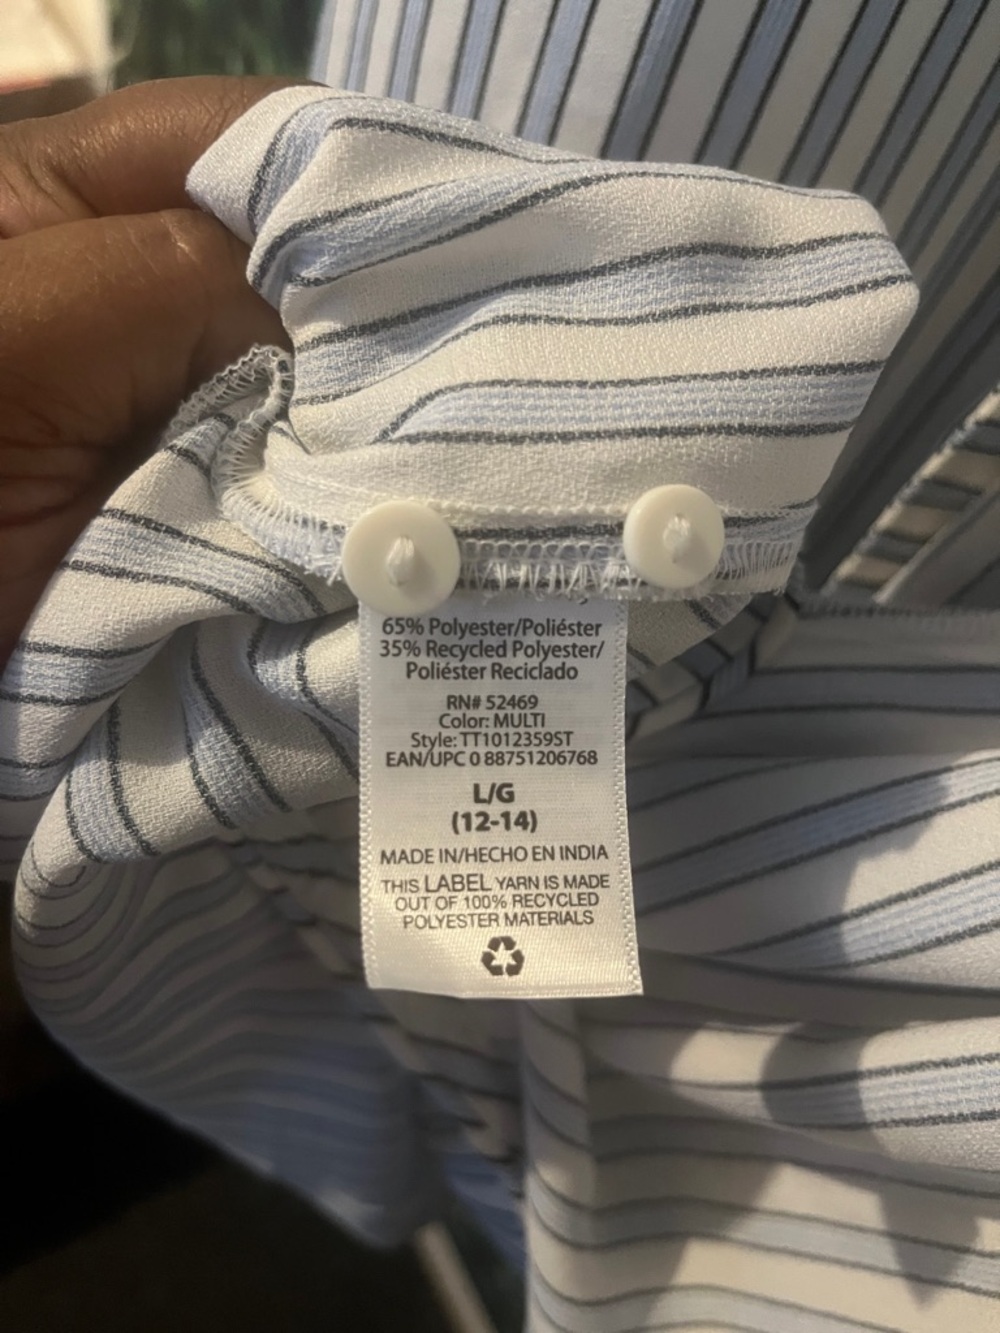 65% Polyester/Poliéster
35% Recycled Polyester/
Poliéster Reciclado
RN# 52469
Color: MULTI
Style: TT1012359ST
EAN/UPC 0 88751206768
L/G
(12-14)
MADE IN/HECHO EN INDIA
THIS LABEL YARN IS MADE
OUT OF 100% RECYCLED
POLYESTER MATERIALS